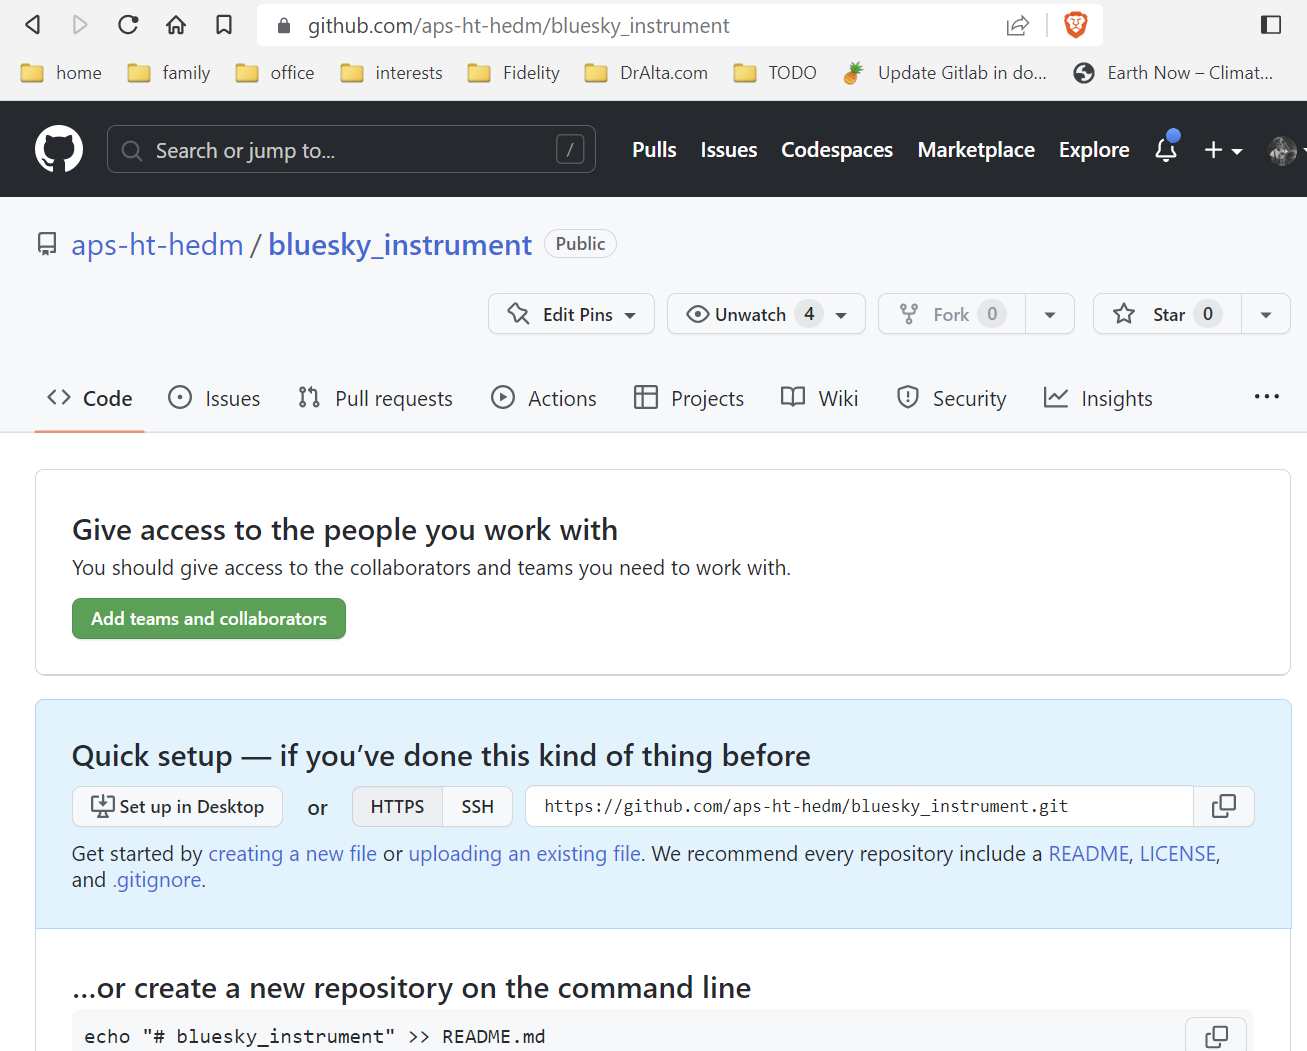 github.com/aps-ht-hedm/bluesky_instrument
home family office interests Fidelity DrAlta.com TODO Update Gitlab in do... Earth Now – Climat...
Search or jump to... / Pulls Issues Codespaces Marketplace Explore
aps-ht-hedm / bluesky_instrument Public
Edit Pins Unwatch 4 Fork 0 Star 0
Code Issues Pull requests Actions Projects Wiki Security Insights
Give access to the people you work with
You should give access to the collaborators and teams you need to work with.
Add teams and collaborators
Quick setup — if you’ve done this kind of thing before
Set up in Desktop or HTTPS SSH https://github.com/aps-ht-hedm/bluesky_instrument.git
Get started by creating a new file or uploading an existing file. We recommend every repository include a README, LICENSE,
and .gitignore.
…or create a new repository on the command line
echo "# bluesky_instrument" >> README.md